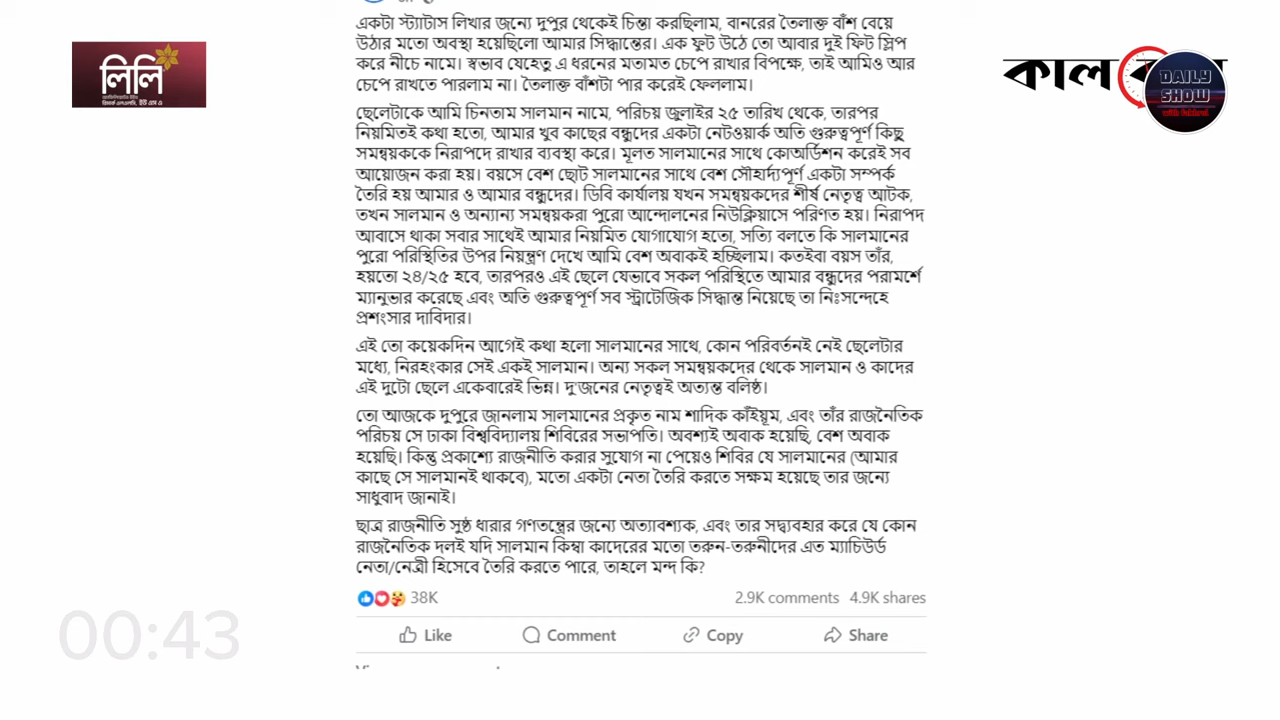 লিলি
কাল
DAILY
SHOW
একটা স্ট্যাটাস লিখার জন্যে দুপুর থেকেই চিন্তা করছিলাম, বানরের তৈলাক্ত বাঁশ বেয়ে
উঠার মতো অবস্থা হয়েছিলো আমার সিদ্ধান্তের। এক ফুট উঠে তো আবার দুই ফিট স্লিপ
করে নীচে নামে। স্বভাব যেহেতু এ ধরনের মতামত চেপে রাখার বিপক্ষে, তাই আমিও আর
চেপে রাখতে পারলাম না। তৈলাক্ত বাঁশটা পার করেই ফেললাম।
ছেলেটাকে আমি চিনতাম সালমান নামে, পরিচয় জুলাইর ২৫ তারিখ থেকে, তারপর
নিয়মিতই কথা হতো, আমার খুব কাছের বন্ধুদের একটা নেটওয়ার্ক অতি গুরুত্বপূর্ণ কিছু
সমন্বয়ককে নিরাপদে রাখার ব্যবস্থা করে। মূলত সালমানের সাথে কোঅর্ডিশন করেই সব
আয়োজন করা হয়। বয়সে বেশ ছোট সালমানের সাথে বেশ সৌহার্দ্যপূর্ণ একটা সম্পর্ক
তৈরি হয় আমার ও আমার বন্ধুদের। ডিবি কার্যালয় যখন সমন্বয়কদের শীর্ষ নেতৃত্ব আটক,
তখন সালমান ও অন্যান্য সমন্বয়করা পুরো আন্দোলনের নিউক্লিয়াসে পরিণত হয়। নিরাপদ
আবাসে থাকা সবার সাথেই আমার নিয়মিত যোগাযোগ হতো, সত্যি বলতে কি সালমানের
পুরো পরিস্থিতির উপর নিয়ন্ত্রণ দেখে আমি বেশ অবাকই হচ্ছিলাম। কতইবা বয়স তাঁর,
হয়তো ২৪/২৫ হবে, তারপরও এই ছেলে যেভাবে সকল পরিস্থিতে আমার বন্ধুদের পরামর্শে
ম্যানুভার করেছে এবং অতি গুরুত্বপূর্ণ সব স্ট্রাটেজিক সিদ্ধান্ত নিয়েছে তা নিঃসন্দেহে
প্রশংসার দাবিদার।
এই তো কয়েকদিন আগেই কথা হলো সালমানের সাথে, কোন পরিবর্তনই নেই ছেলেটার
মধ্যে, নিরহংকার সেই একই সালমান। অন্য সকল সমন্বয়কদের থেকে সালমান ও কাদের
এই দুটো ছেলে একেবারেই ভিন্ন। দু'জনের নেতৃত্বই অত্যন্ত বলিষ্ঠ।
তো আজকে দুপুরে জানলাম সালমানের প্রকৃত নাম শাদিক কাঁইয়ূম, এবং তাঁর রাজনৈতিক
পরিচয় সে ঢাকা বিশ্ববিদ্যালয় শিবিরের সভাপতি। অবশ্যই অবাক হয়েছি, বেশ অবাক
হয়েছি। কিন্তু প্রকাশ্যে রাজনীতি করার সুযোগ না পেয়েও শিবির যে সালমানের (আমার
কাছে সে সালমানই থাকবে), মতো একটা নেতা তৈরি করতে সক্ষম হয়েছে তার জন্যে
সাধুবাদ জানাই।
ছাত্র রাজনীতি সুষ্ঠ ধারার গণতন্ত্রের জন্যে অত্যাবশ্যক, এবং তার সদ্ব্যবহার করে যে কোন
রাজনৈতিক দলই যদি সালমান কিম্বা কাদেরের মতো তরুন-তরুনীদের এত ম্যাচিউর্ড
নেতা/নেত্রী হিসেবে তৈরি করতে পারে, তাহলে মন্দ কি?
38K 2.9K comments 4.9K shares
Like Comment Copy Share
00:43